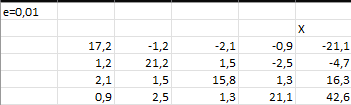 e=0,01
X
17,2 -1,2 -2,1 -0,9 -21,1
1,2 21,2 1,5 -2,5 -4,7
2,1 1,5 15,8 1,3 16,3
0,9 2,5 1,3 21,1 42,6